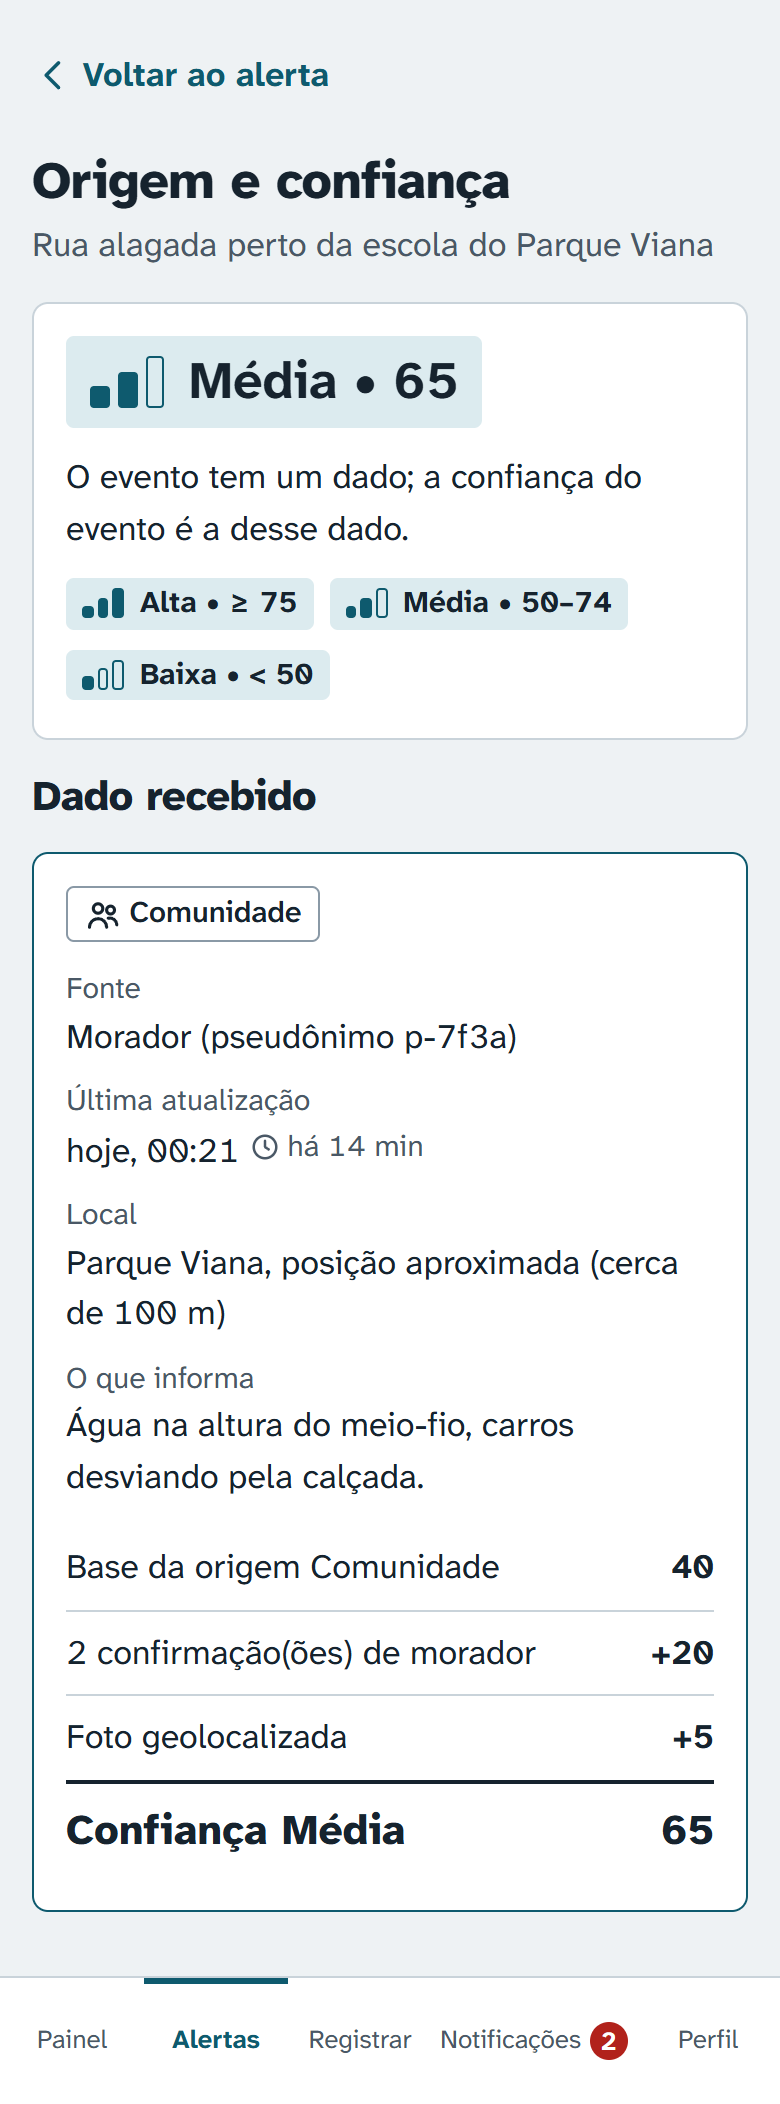 Voltar ao alerta
Origem e confiança
Rua alagada perto da escola do Parque Viana
Média • 65
O evento tem um dado; a confiança do
evento é a desse dado.
Alta • ≥ 75
Média • 50–74
Baixa • < 50
Dado recebido
Comunidade
Fonte
Morador (pseudônimo p-7f3a)
Última atualização
hoje, 00:21 há 14 min
Local
Parque Viana, posição aproximada (cerca
de 100 m)
O que informa
Água na altura do meio-fio, carros
desviando pela calçada.
Base da origem Comunidade 40
2 confirmação(ões) de morador +20
Foto geolocalizada +5
Confiança Média 65
Painel Alertas Registrar Notificações 2 Perfil